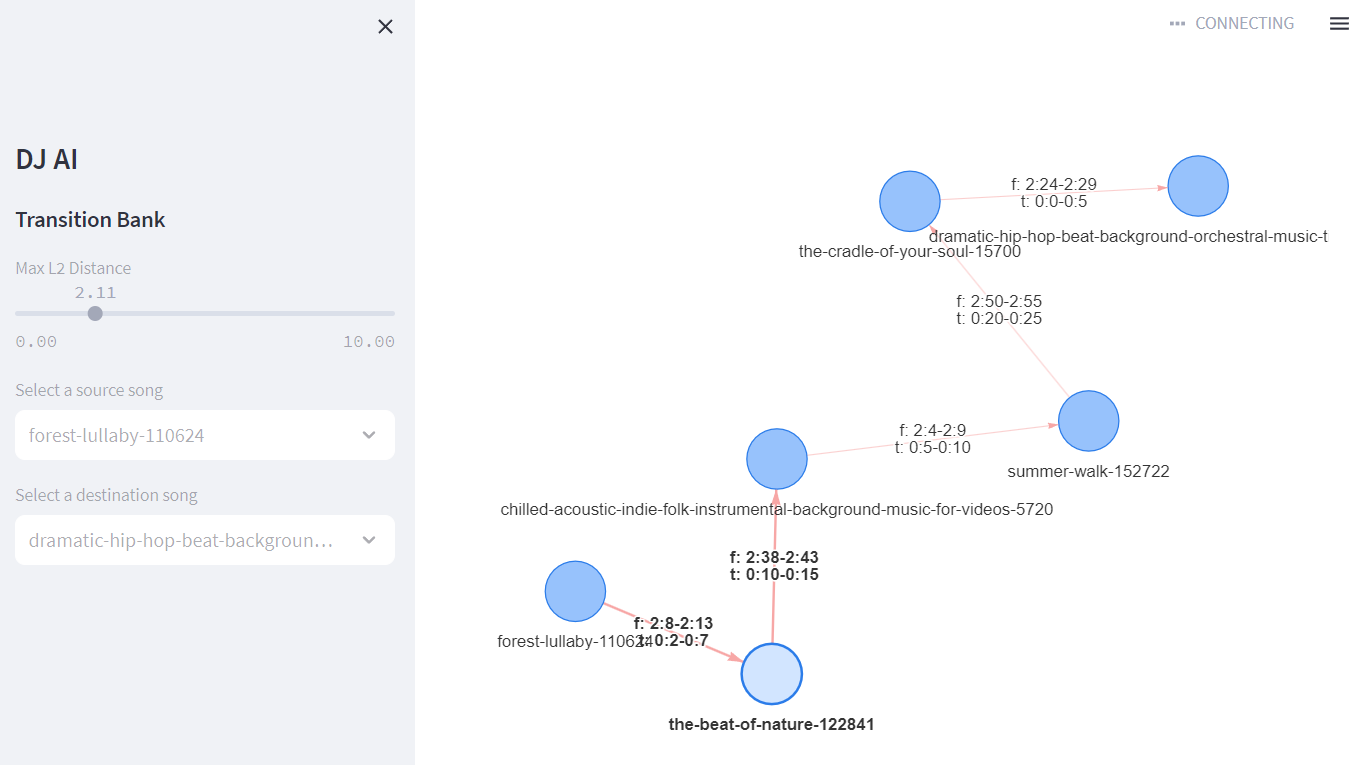 CONNECTING
DJ AI
Transition Bank
Max L2 Distance
2.11
0.00 10.00
Select a source song
forest-lullaby-110624
Select a destination song
dramatic-hip-hop-beat-backgroun...
f: 2:24-2:29
t: 0:0-0:5
dramatic-hip-hop-beat-background-orchestral-music-t
the-cradle-of-your-soul-15700
f: 2:50-2:55
t: 0:20-0:25
f: 2:4-2:9
t: 0:5-0:10
summer-walk-152722
chilled-acoustic-indie-folk-instrumental-background-music-for-videos-5720
f: 2:38-2:43
t: 0:10-0:15
f: 2:8-2:13
t: 0:2-0:7
forest-lullaby-110624
the-beat-of-nature-122841